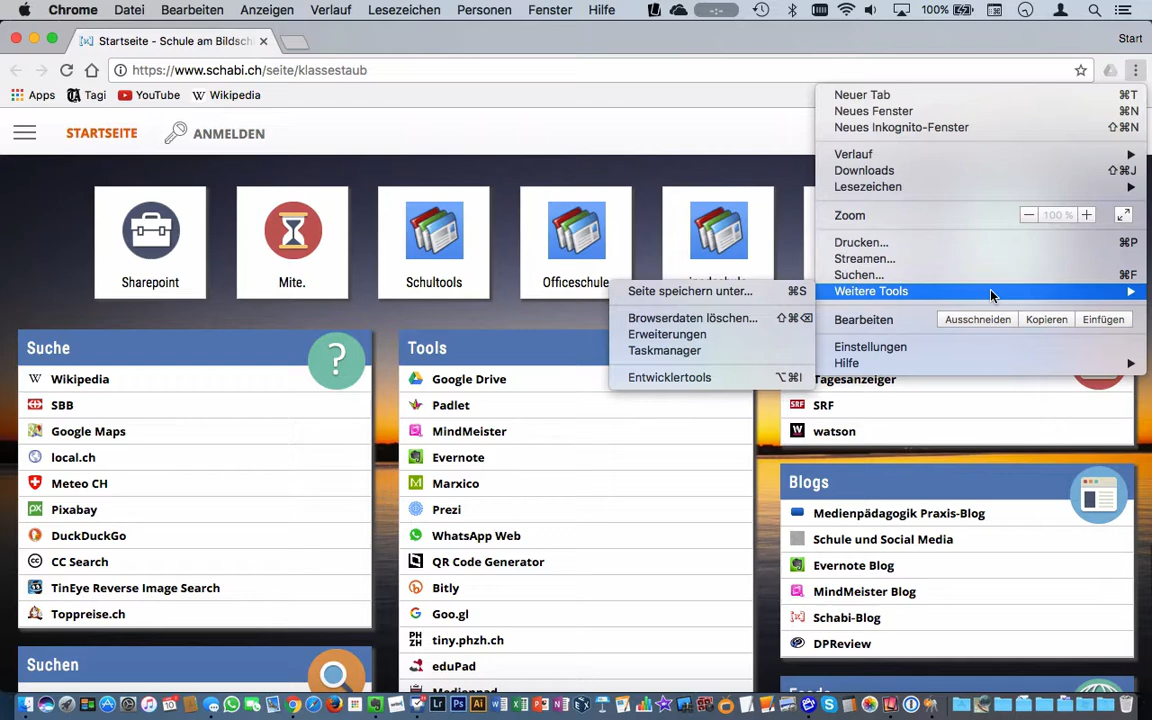 Chrome Datei Bearbeiten Anzeigen Verlauf Lesezeichen Personen Fenster Hilfe -:- 100%
Startseite - Schule am Bildsch
Start
https://www.schabi.ch/seite/klassestaub
Apps Tagi YouTube Wikipedia
STARTSEITE ANMELDEN
Neuer Tab ⌘T
Neues Fenster ⌘N
Neues Inkognito-Fenster ⇧⌘N
Verlauf
Downloads ⇧⌘J
Lesezeichen
Zoom − 100 % +
Drucken... ⌘P
Streamen...
Suchen... ⌘F
Weitere Tools
Bearbeiten Ausschneiden Kopieren Einfügen
Einstellungen
Hilfe
Seite speichern unter... ⌘S
Browserdaten löschen... ⇧⌘⌫
Erweiterungen
Taskmanager
Entwicklertools ⌥⌘I
Sharepoint
Mite.
Schultools
Officeschule
Suche
Wikipedia
SBB
Google Maps
local.ch
Meteo CH
Pixabay
DuckDuckGo
CC Search
TinEye Reverse Image Search
Toppreise.ch
Suchen
Tools
Google Drive
Padlet
MindMeister
Evernote
Marxico
Prezi
WhatsApp Web
QR Code Generator
Bitly
Goo.gl
tiny.phzh.ch
eduPad
Tagesanzeiger
SRF
watson
Blogs
Medienpädagogik Praxis-Blog
Schule und Social Media
Evernote Blog
MindMeister Blog
Schabi-Blog
DPReview